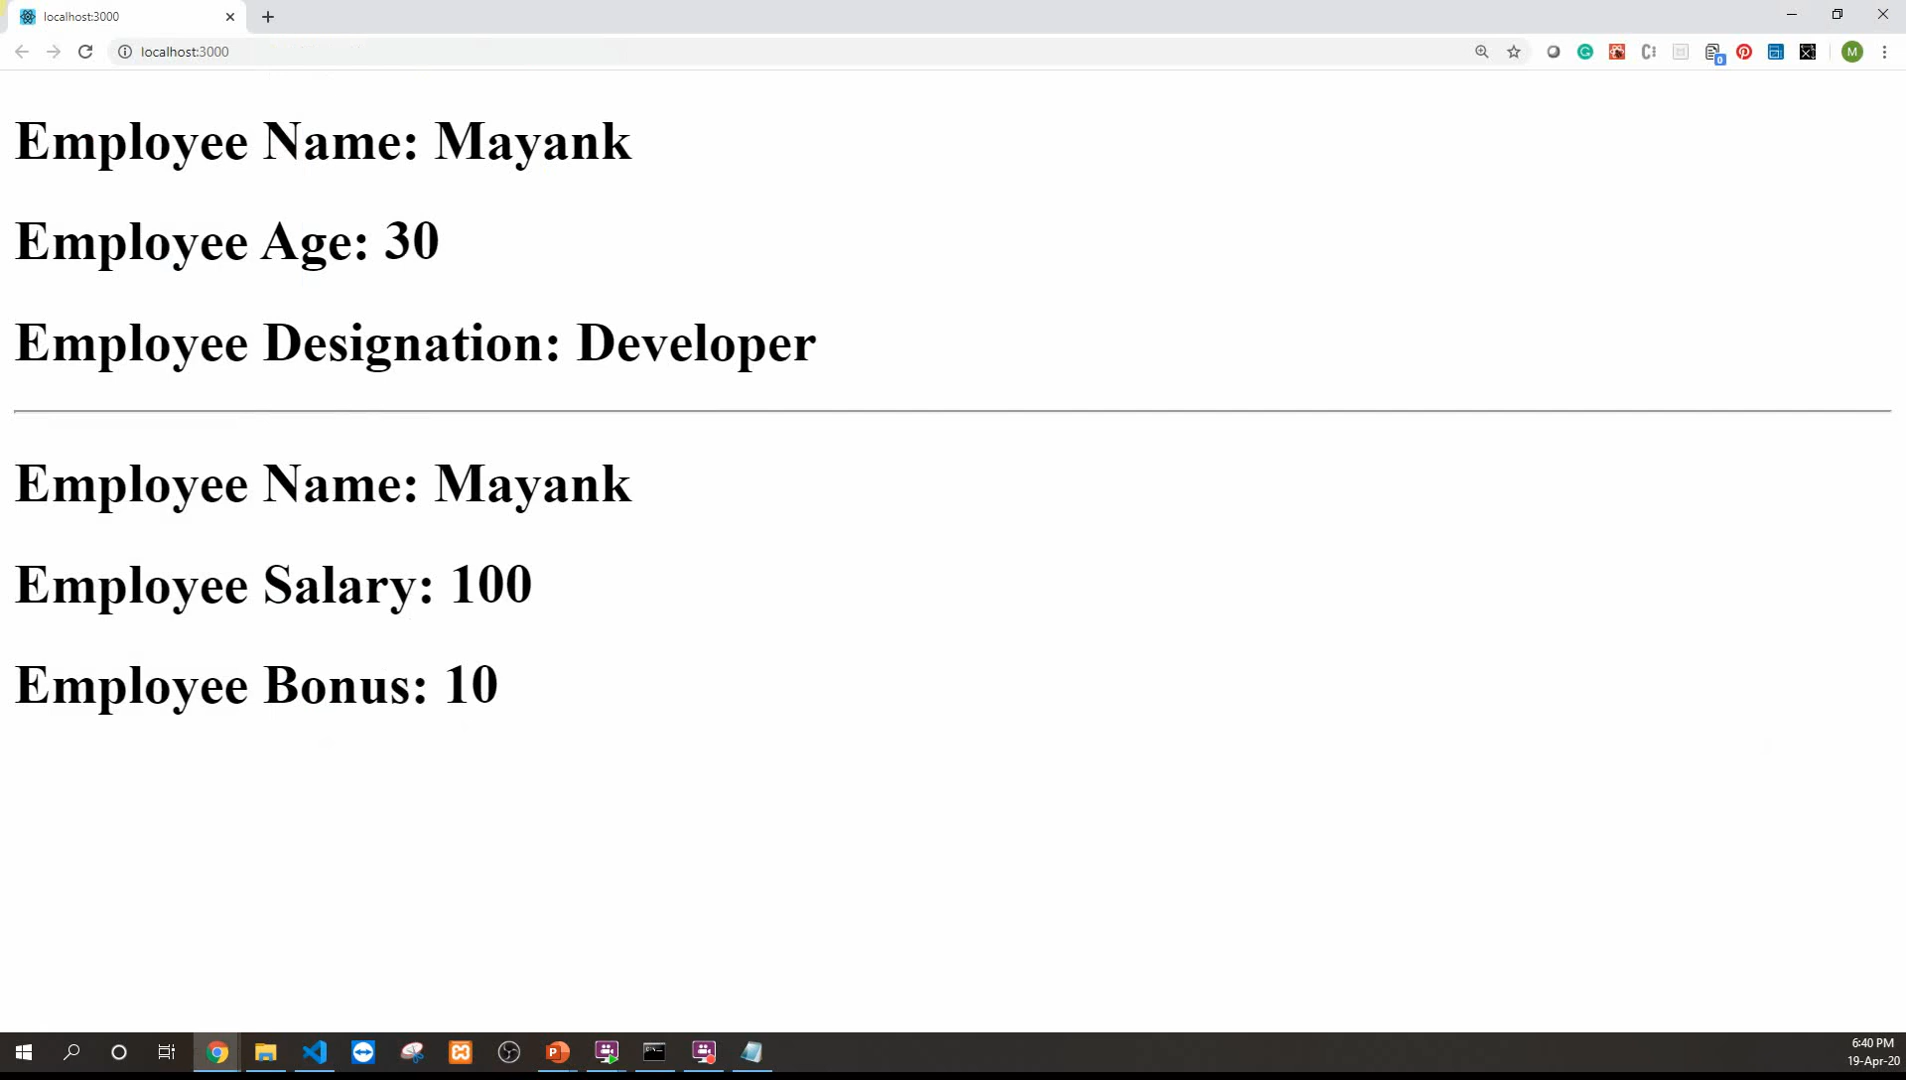 localhost:3000
localhost:3000
M
0
Employee Name: Mayank
Employee Age: 30
Employee Designation: Developer
Employee Name: Mayank
Employee Salary: 100
Employee Bonus: 10
6:40 PM
19-Apr-20